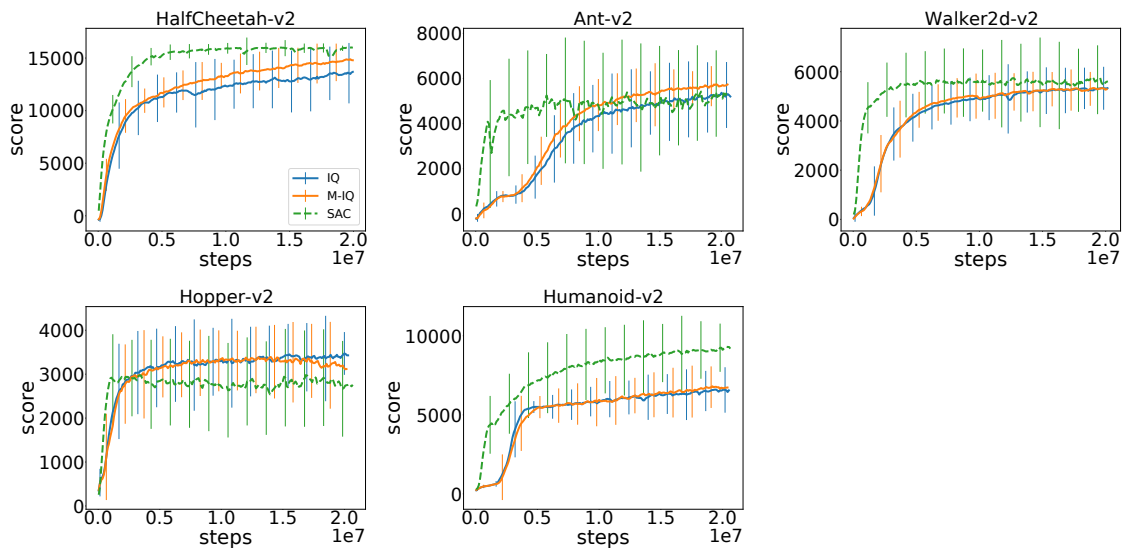 HalfCheetah-v2
15000
10000
5000
0
score
0.0 0.5 1.0 1.5 2.0
steps 1e7
IQ
M-IQ
SAC
Ant-v2
8000
6000
4000
2000
0
score
0.0 0.5 1.0 1.5 2.0
steps 1e7
Walker2d-v2
6000
4000
2000
0
score
0.0 0.5 1.0 1.5 2.0
steps 1e7
Hopper-v2
4000
3000
2000
1000
0
score
0.0 0.5 1.0 1.5 2.0
steps 1e7
Humanoid-v2
10000
5000
0
score
0.0 0.5 1.0 1.5 2.0
steps 1e7